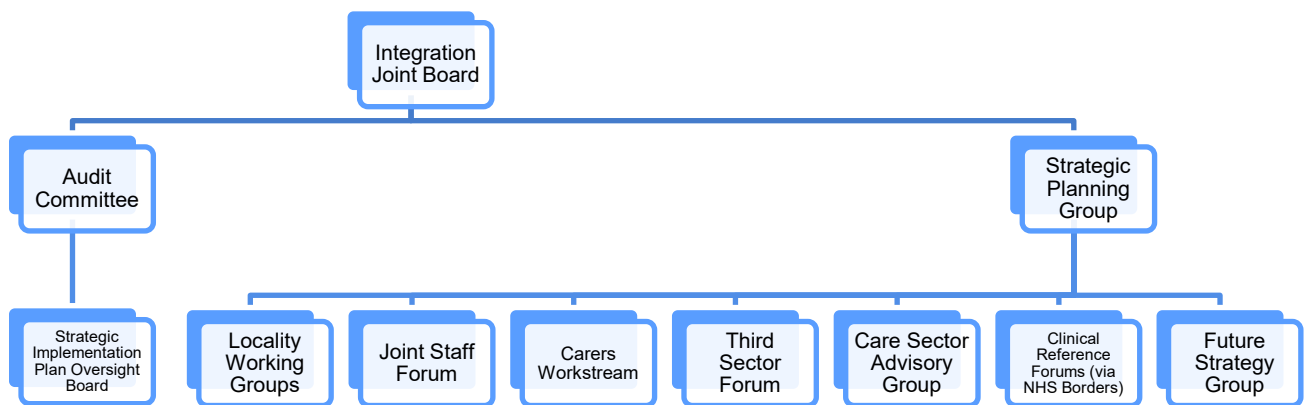 Integration
Joint Board
Audit
Committee
Strategic
Planning
Group
Strategic
Implementation
Plan Oversight
Board
Locality
Working
Groups
Joint Staff
Forum
Carers
Workstream
Third
Sector
Forum
Care Sector
Advisory
Group
Clinical
Reference
Forums (via
NHS Borders)
Future
Strategy
Group